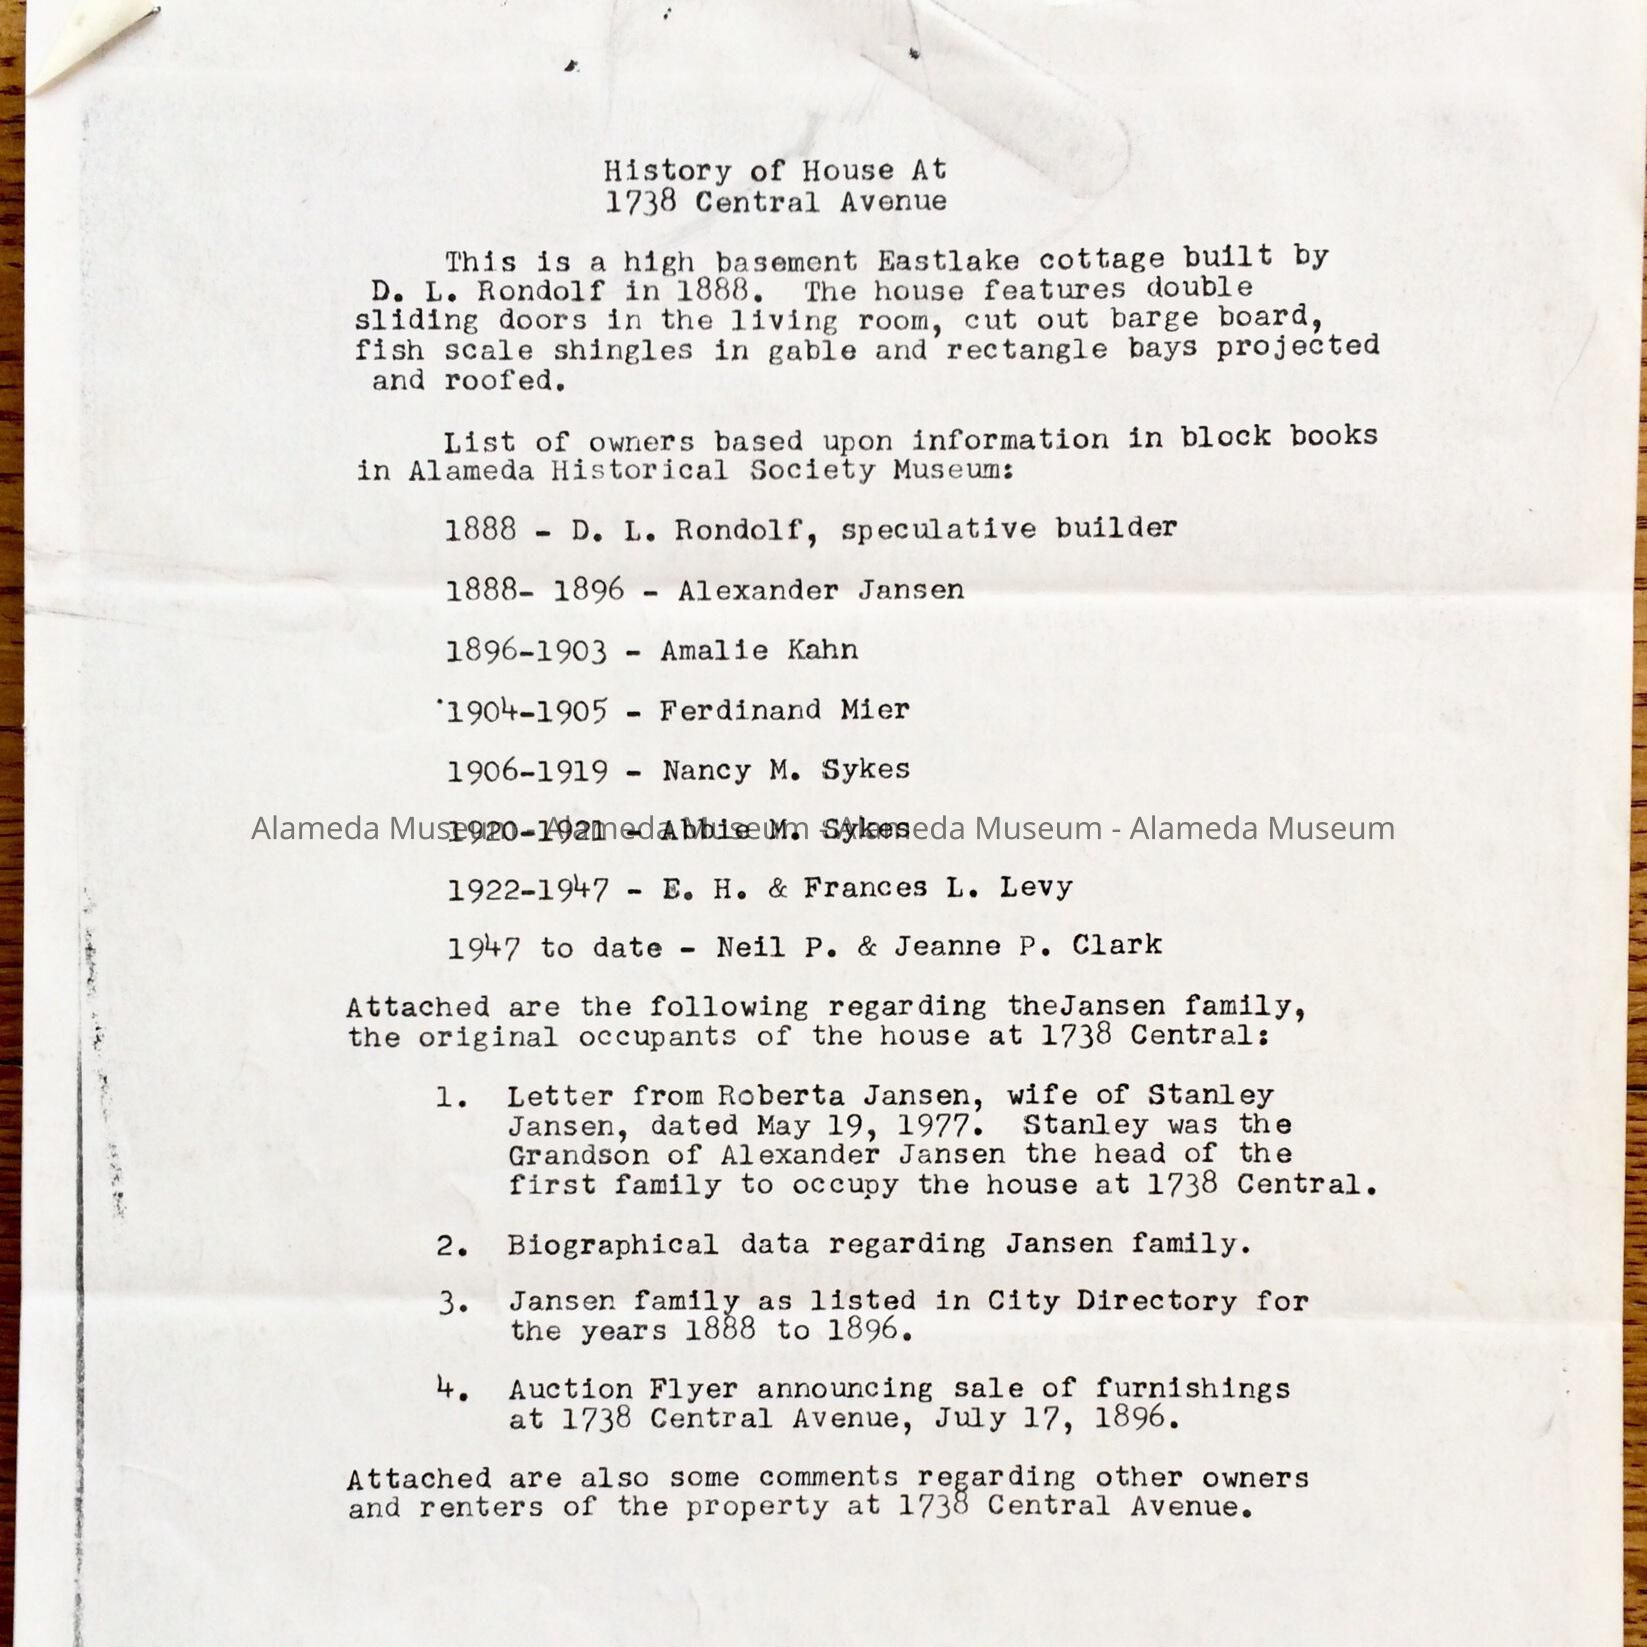 History of House At
1738 Central Avenue
This is a high basement Eastlake cottage built by
D. L. Rondolf in 1888. The house features double
sliding doors in the living room, cut out barge board,
fish scale shingles in gable and rectangle bays projected
and roofed.
List of owners based upon information in block books
in Alameda Historical Society Museum:
1888 - D. L. Rondolf, speculative builder
1888- 1896 - Alexander Jansen
1896-1903 - Amalie Kahn
1904-1905 - Ferdinand Mier
1906-1919 - Nancy M. Sykes
1920-1921 - Abbie M. Sykes
Alameda Museum - Alameda Museum - Alameda Museum - Alameda Museum
1922-1947 - E. H. & Frances L. Levy
1947 to date - Neil P. & Jeanne P. Clark
Attached are the following regarding theJansen family,
the original occupants of the house at 1738 Central:
1. Letter from Roberta Jansen, wife of Stanley
Jansen, dated May 19, 1977. Stanley was the
Grandson of Alexander Jansen the head of the
first family to occupy the house at 1738 Central.
2. Biographical data regarding Jansen family.
3. Jansen family as listed in City Directory for
the years 1888 to 1896.
4. Auction Flyer announcing sale of furnishings
at 1738 Central Avenue, July 17, 1896.
Attached are also some comments regarding other owners
and renters of the property at 1738 Central Avenue.